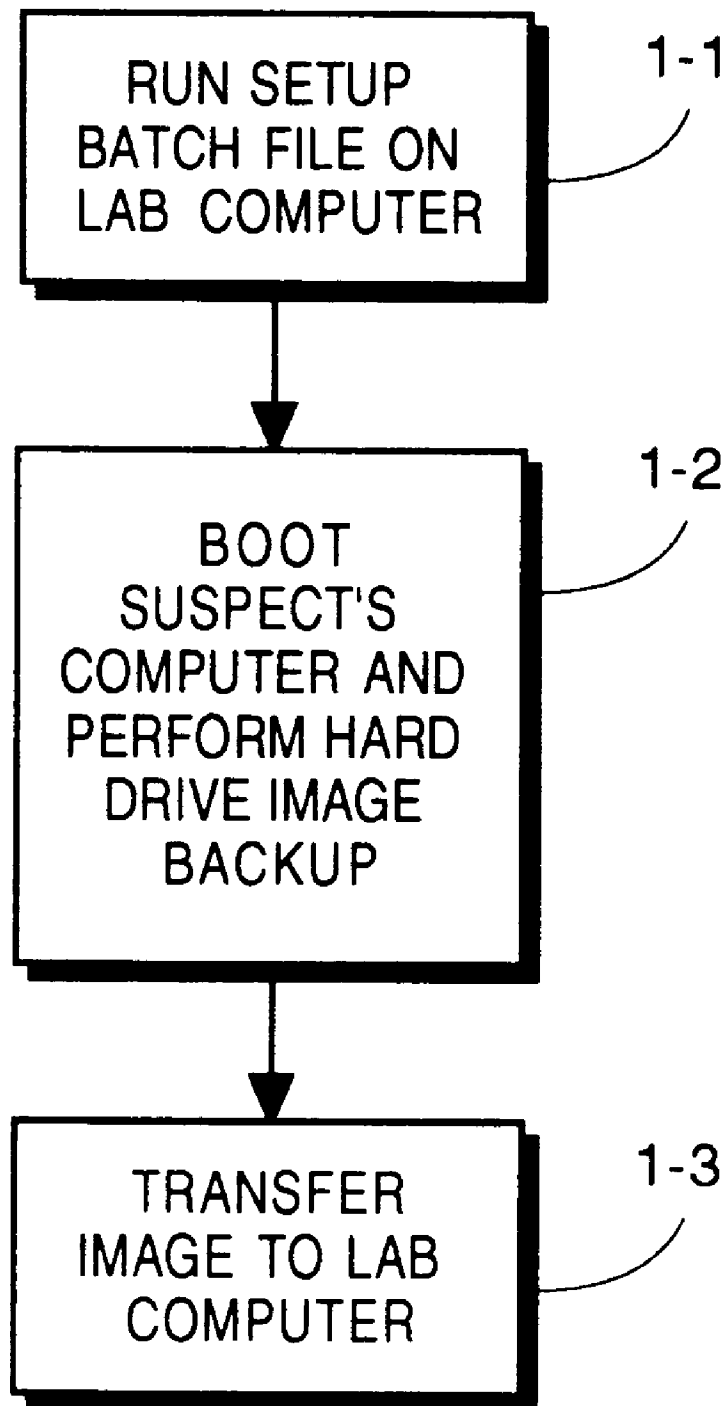 RUN SETUP
BATCH FILE ON
LAB COMPUTER
1-1
BOOT
SUSPECT'S
COMPUTER AND
PERFORM HARD
DRIVE IMAGE
BACKUP
1-2
TRANSFER
IMAGE TO LAB
COMPUTER
1-3